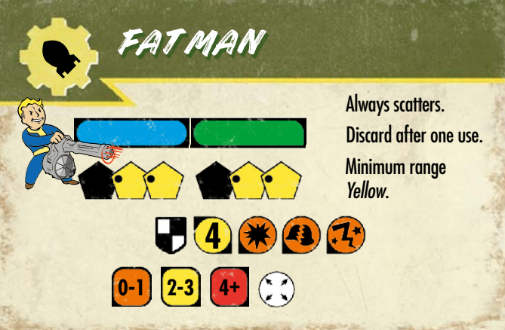 FAT MAN
Always scatters.
Discard after one use.
Minimum range
Yellow.
4
0-1 2-3 4+